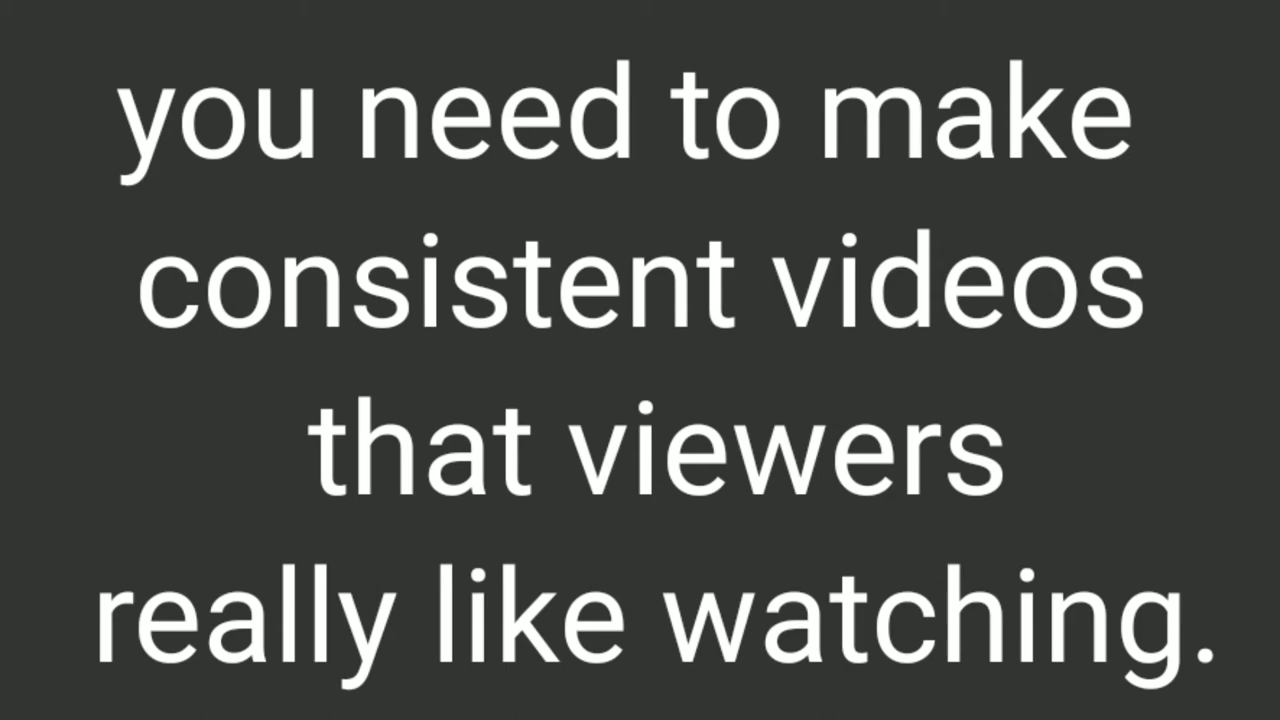 you need to make
consistent videos
that viewers
really like watching.